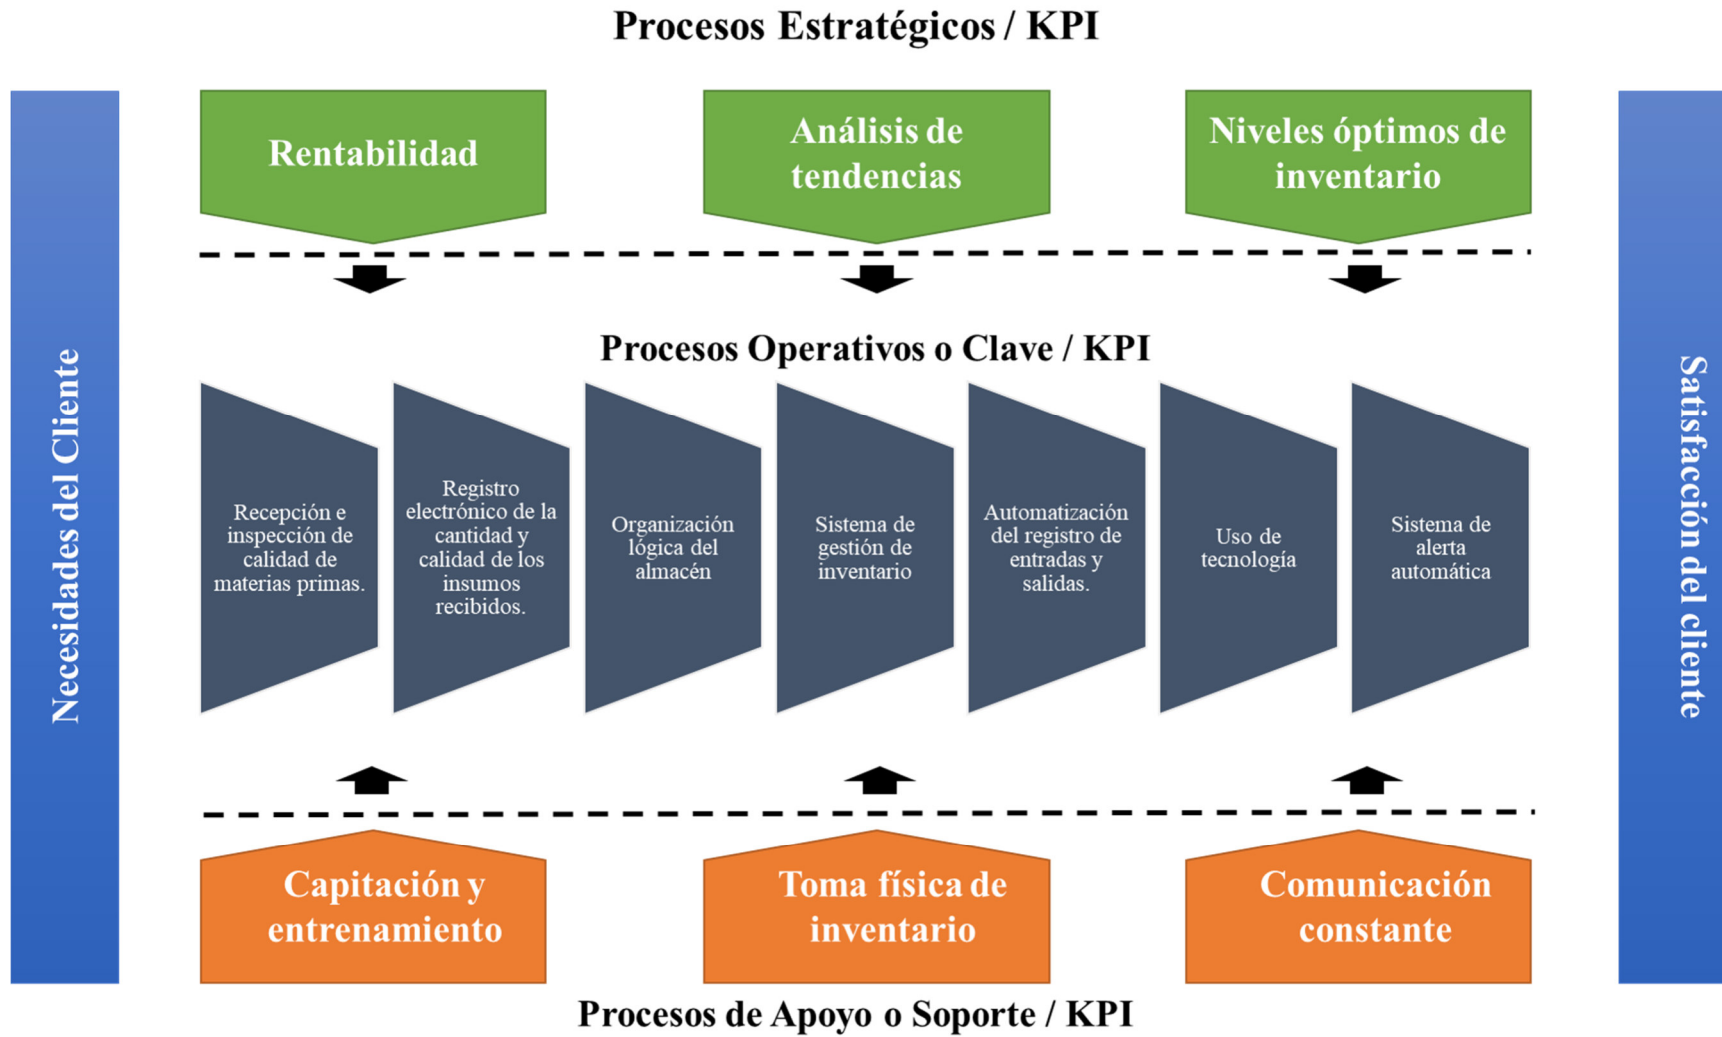 Procesos Estratégicos / KPI
Necesidades del Cliente
Rentabilidad
Análisis de
tendencias
Niveles óptimos de
inventario
Procesos Operativos o Clave / KPI
Recepción e
inspección de
calidad de
materias primas.
Registro
electrónico de la
cantidad y
calidad de los
insumos
recibidos.
Organización
lógica del
almacén
Sistema de
gestión de
inventario
Automatización
del registro de
entradas y
salidas.
Uso de
tecnología
Sistema de
alerta
automática
Capitación y
entrenamiento
Toma física de
inventario
Comunicación
constante
Procesos de Apoyo o Soporte / KPI
Satisfacción del cliente